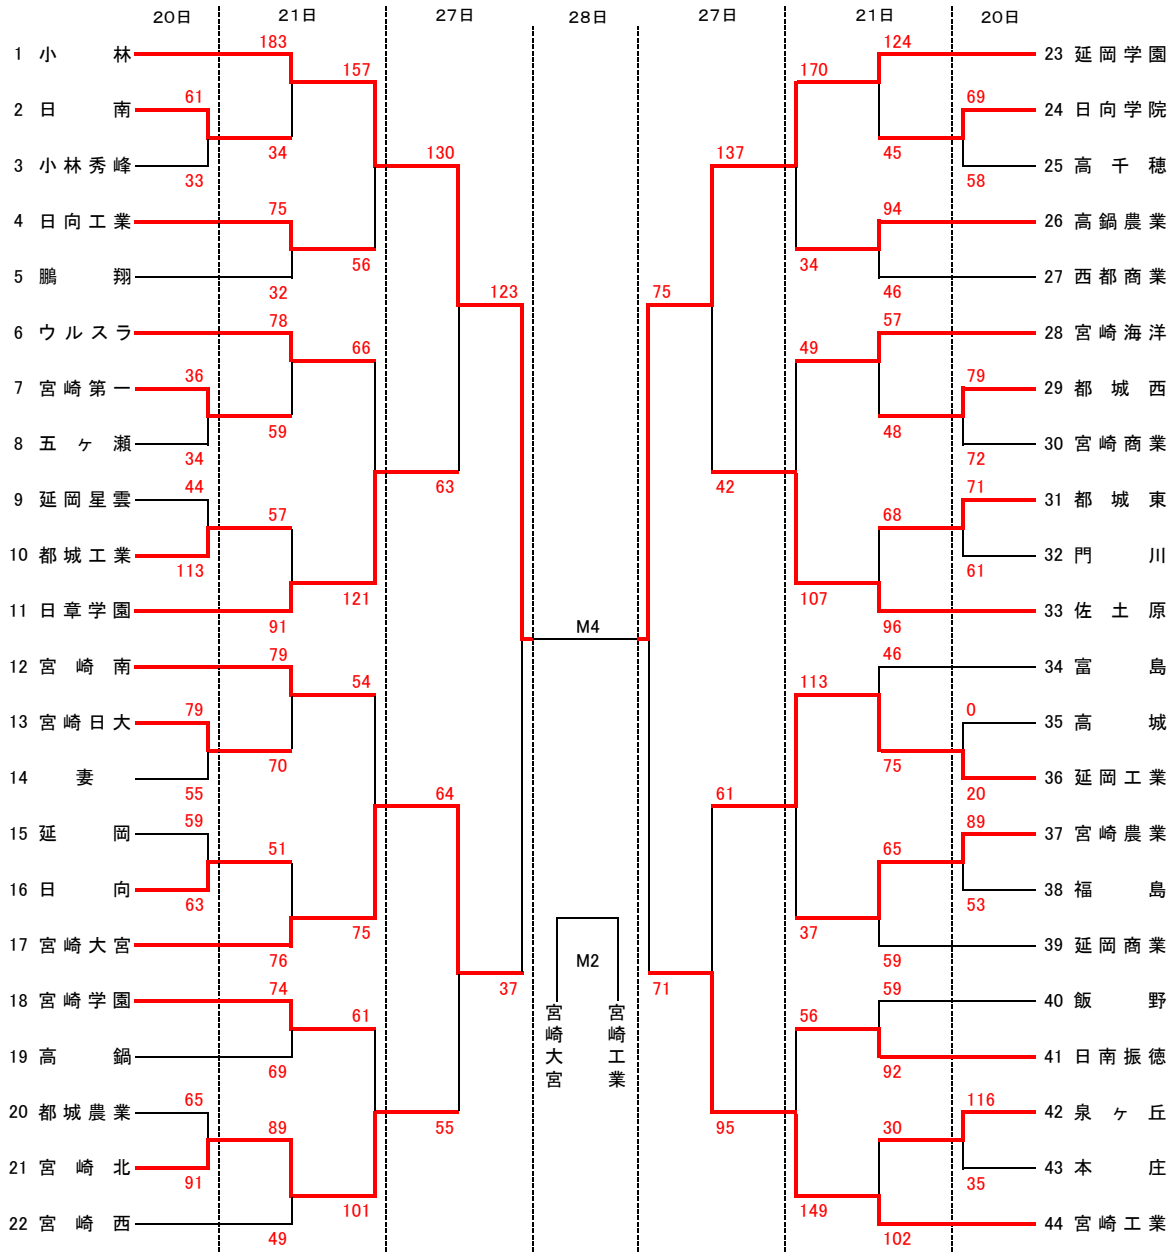 20日 21日 27日 28日 27日 21日 20日
183 124
1 小林 23 延岡学園
157 170
61 69
2 日南 24 日向学院
34 130 137 45
3 小林秀峰 25 高千穂
33 58
75 94
4 日向工業 26 高鍋農業
56 34
5 鵬翔 27 西都商業
32 123 75 46
78 57
6 ウルスラ 28 宮崎海洋
66 49
36 79
7 宮崎第一 29 都城西
59 48
8 五ヶ瀬 30 宮崎商業
34 72
44 63 42 71
9 延岡星雲 31 都城東
57 68
10 都城工業 32 門川
113 61
121 107
11 日章学園 33 佐土原
91 M4 96
79 46
12 宮崎南 34 富島
54 113
79 0
13 宮崎日大 35 高城
70 75
14 妻 36 延岡工業
55 64 61 20
59 89
15 延岡 37 宮崎農業
51 65
16 日向 38 福島
63 53
75 37
17 宮崎大宮 39 延岡商業
76 M2 59
74 37 71 59
18 宮崎学園 40 飯野
宮崎大宮 宮崎工業
61 56
19 高鍋 41 日南振徳
69 92
65 116
20 都城農業 42 泉ヶ丘
89 55 95 30
21 宮崎北 43 本庄
91 35
101 149
22 宮崎西 44 宮崎工業
49 102